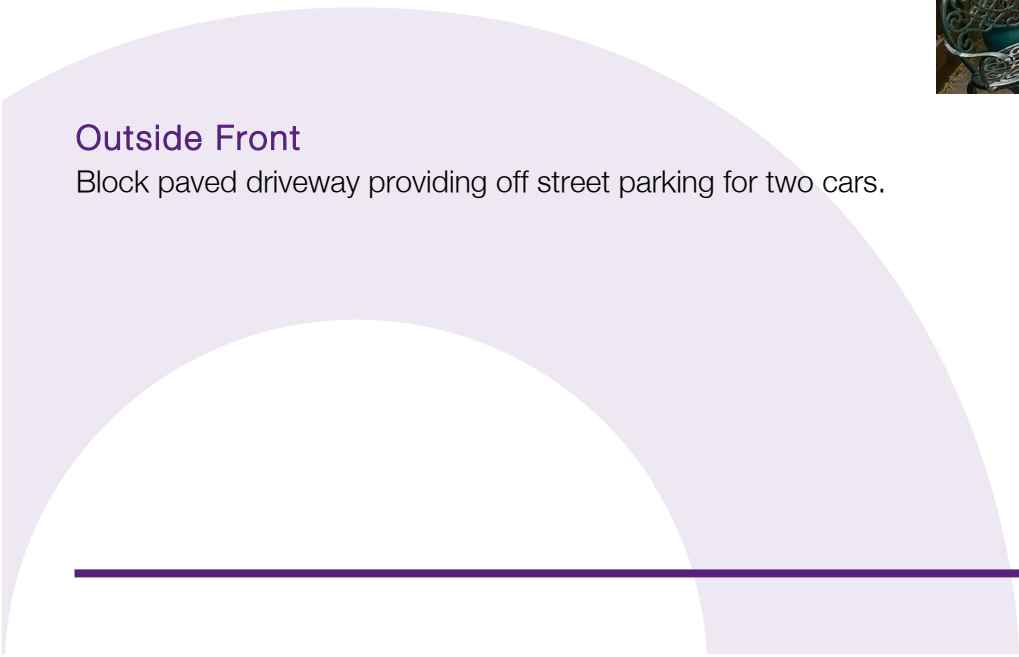 Outside Front
Block paved driveway providing off street parking for two cars.